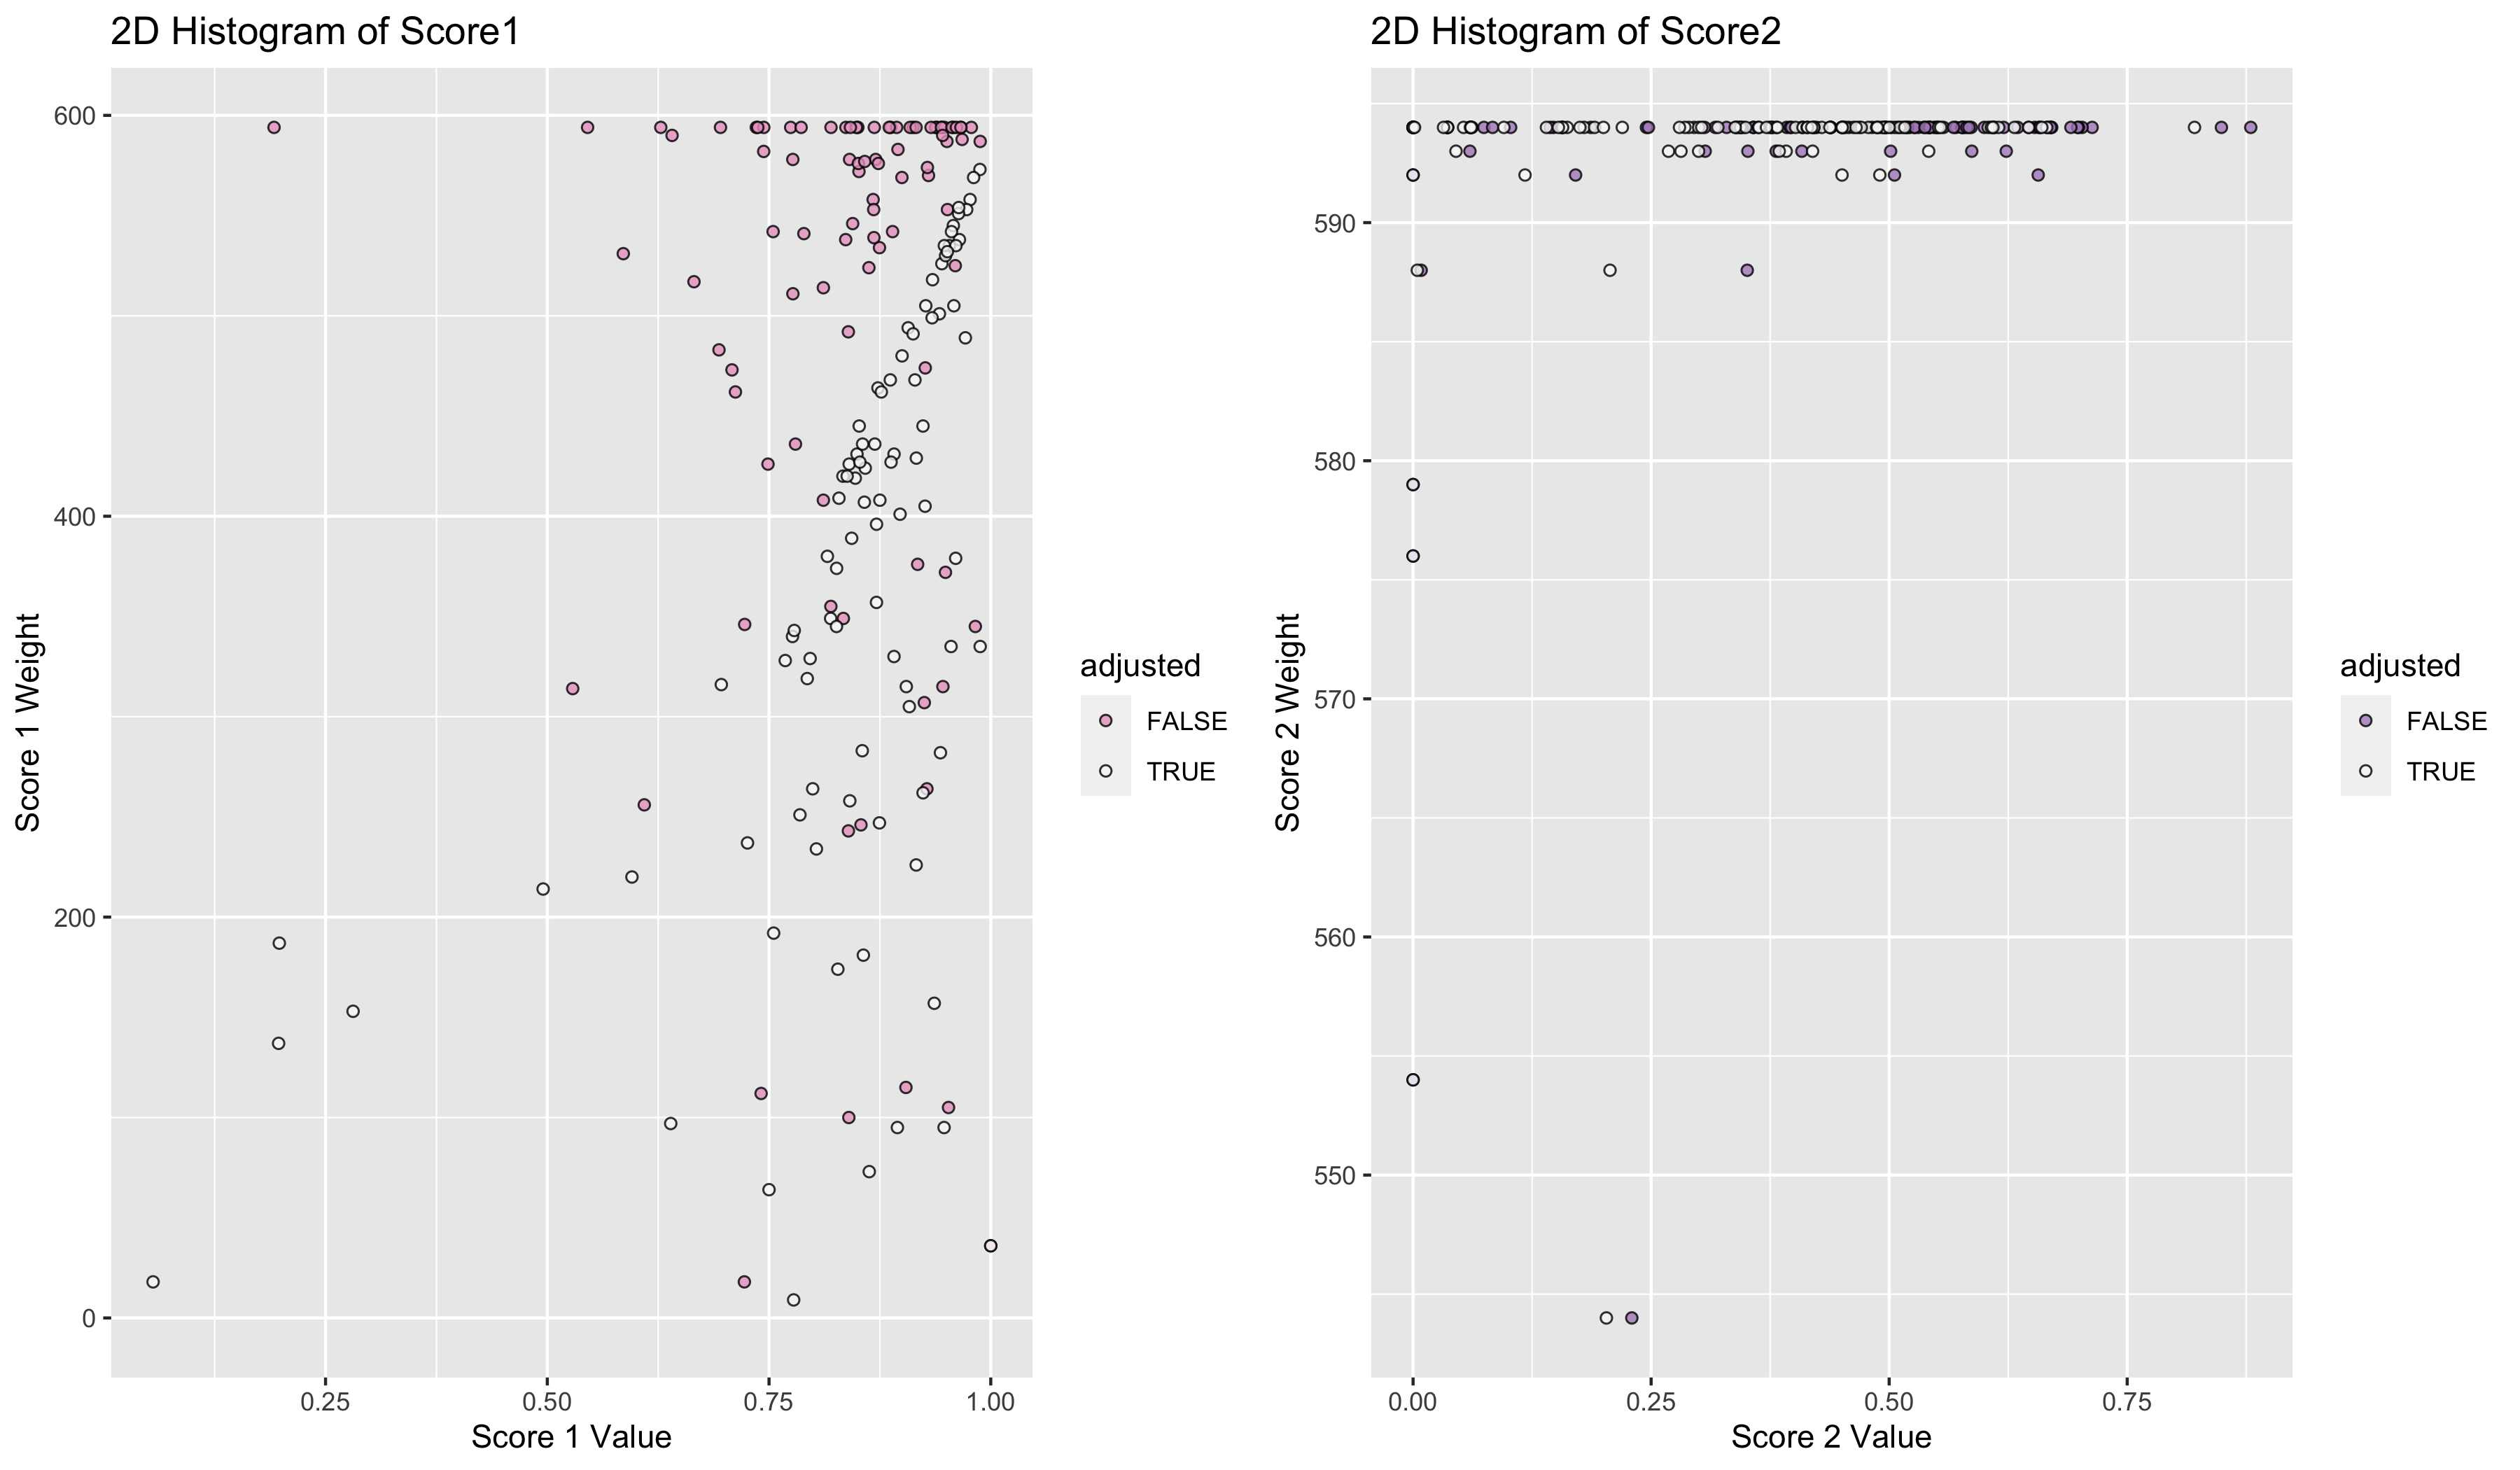 2D Histogram of Score1
600
400
200
0
Score 1 Weight
0.25 0.50 0.75 1.00
Score 1 Value
adjusted
FALSE
TRUE
2D Histogram of Score2
590
580
570
560
550
Score 2 Weight
0.00 0.25 0.50 0.75
Score 2 Value
adjusted
FALSE
TRUE